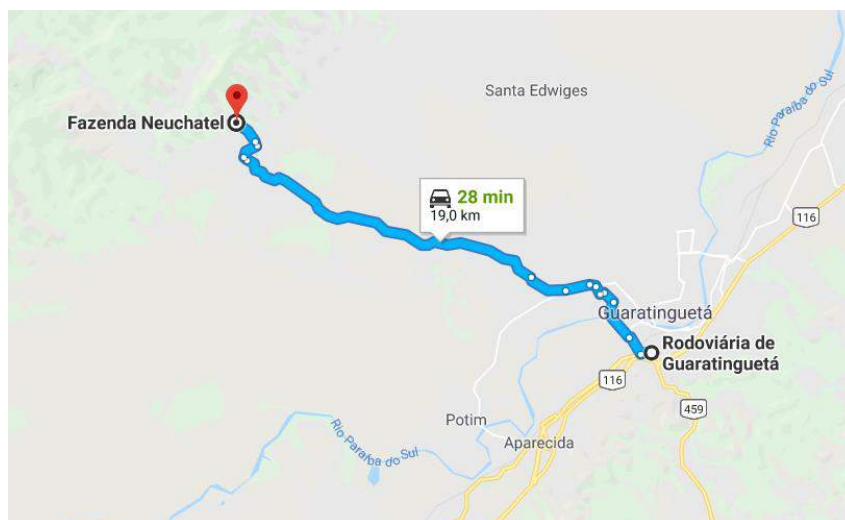 Santa Edwiges
Rio Paraíba do Sul
Fazenda Neuchatel
28 min
19,0 km
116
Guaratinguetá
Rodoviária de
Guaratinguetá
116
459
Potim
Aparecida
Rio Paraíba do Sul